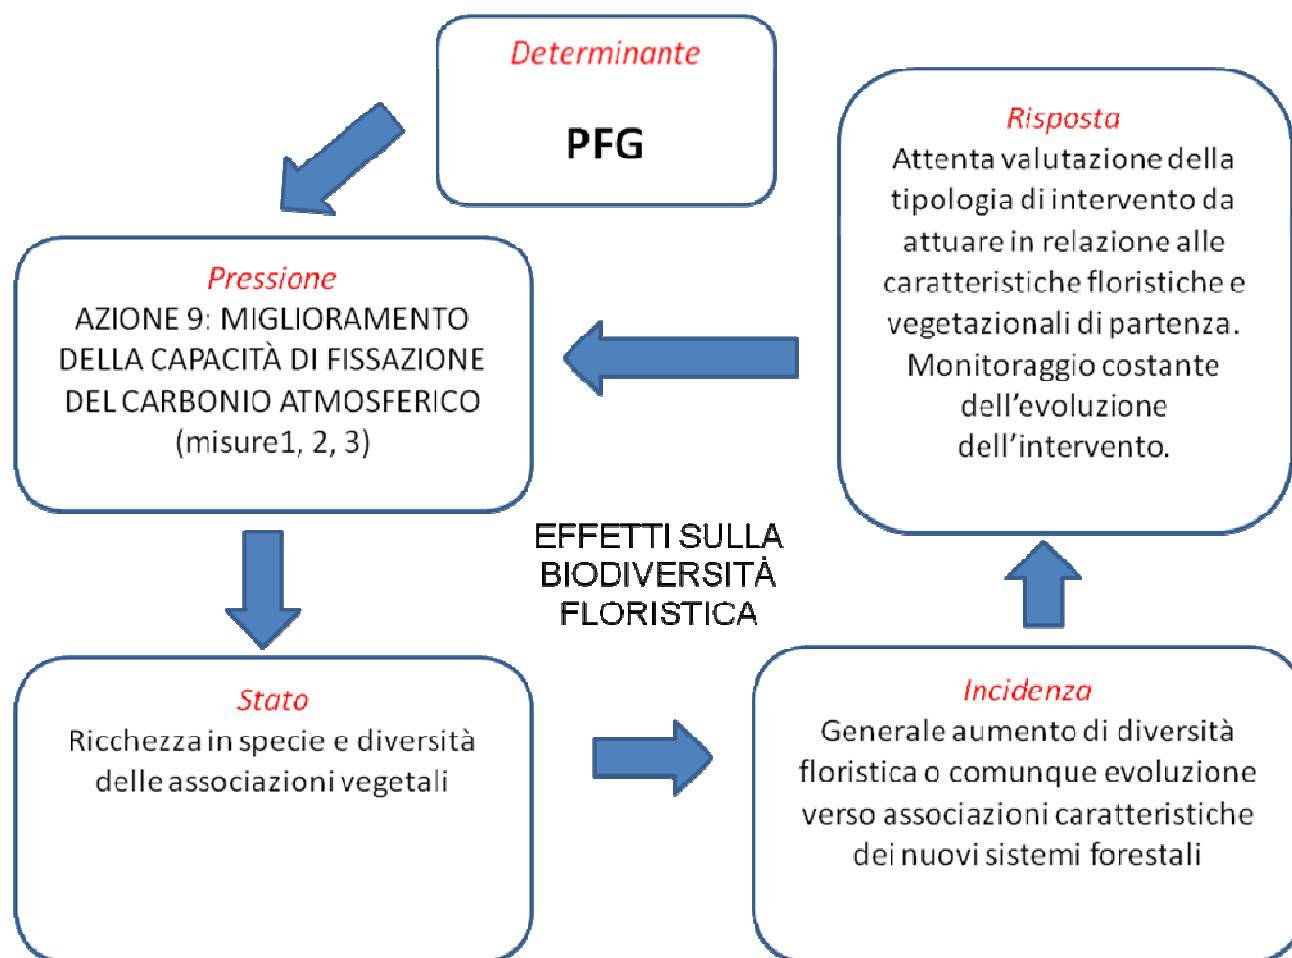 Determinante
PFG
Pressione
AZIONE 9: MIGLIORAMENTO
DELLA CAPACITÀ DI FISSAZIONE
DEL CARBONIO ATMOSFERICO
(misure1, 2, 3)
Risposta
Attenta valutazione della
tipologia di intervento da
attuare in relazione alle
caratteristiche floristiche e
vegetazionali di partenza.
Monitoraggio costante
dell’evoluzione
dell’intervento.
EFFETTI SULLA
BIODIVERSITÀ
FLORISTICA
Stato
Ricchezza in specie e diversità
delle associazioni vegetali
Incidenza
Generale aumento di diversità
floristica o comunque evoluzione
verso associazioni caratteristiche
dei nuovi sistemi forestali